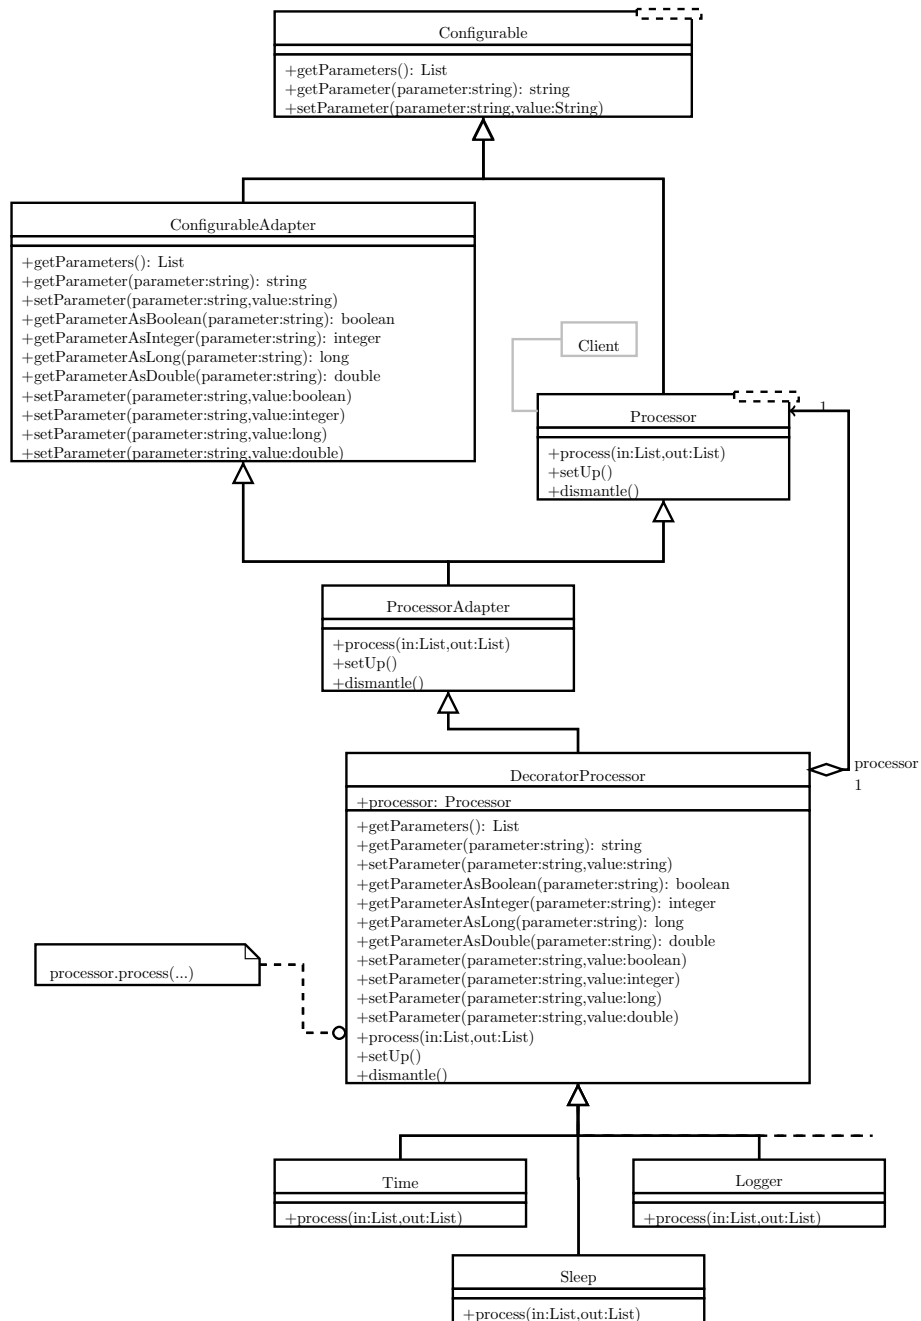 Configurable
+getParameters(): List
+getParameter(parameter:string): string
+setParameter(parameter:string,value:String)
ConfigurableAdapter
+getParameters(): List
+getParameter(parameter:string): string
+setParameter(parameter:string,value:string)
+getParameterAsBoolean(parameter:string): boolean
+getParameterAsInteger(parameter:string): integer
+getParameterAsLong(parameter:string): long
+getParameterAsDouble(parameter:string): double
+setParameter(parameter:string,value:boolean)
+setParameter(parameter:string,value:integer)
+setParameter(parameter:string,value:long)
+setParameter(parameter:string,value:double)
Client
Processor
1
+process(in:List,out:List)
+setUp()
+dismantle()
ProcessorAdapter
+process(in:List,out:List)
+setUp()
+dismantle()
DecoratorProcessor
processor
1
+processor: Processor
+getParameters(): List
+getParameter(parameter:string): string
+setParameter(parameter:string,value:string)
+getParameterAsBoolean(parameter:string): boolean
+getParameterAsInteger(parameter:string): integer
+getParameterAsLong(parameter:string): long
+getParameterAsDouble(parameter:string): double
+setParameter(parameter:string,value:boolean)
+setParameter(parameter:string,value:integer)
+setParameter(parameter:string,value:long)
+setParameter(parameter:string,value:double)
+process(in:List,out:List)
+setUp()
+dismantle()
processor.process(...)
Time
+process(in:List,out:List)
Logger
+process(in:List,out:List)
Sleep
+process(in:List,out:List)